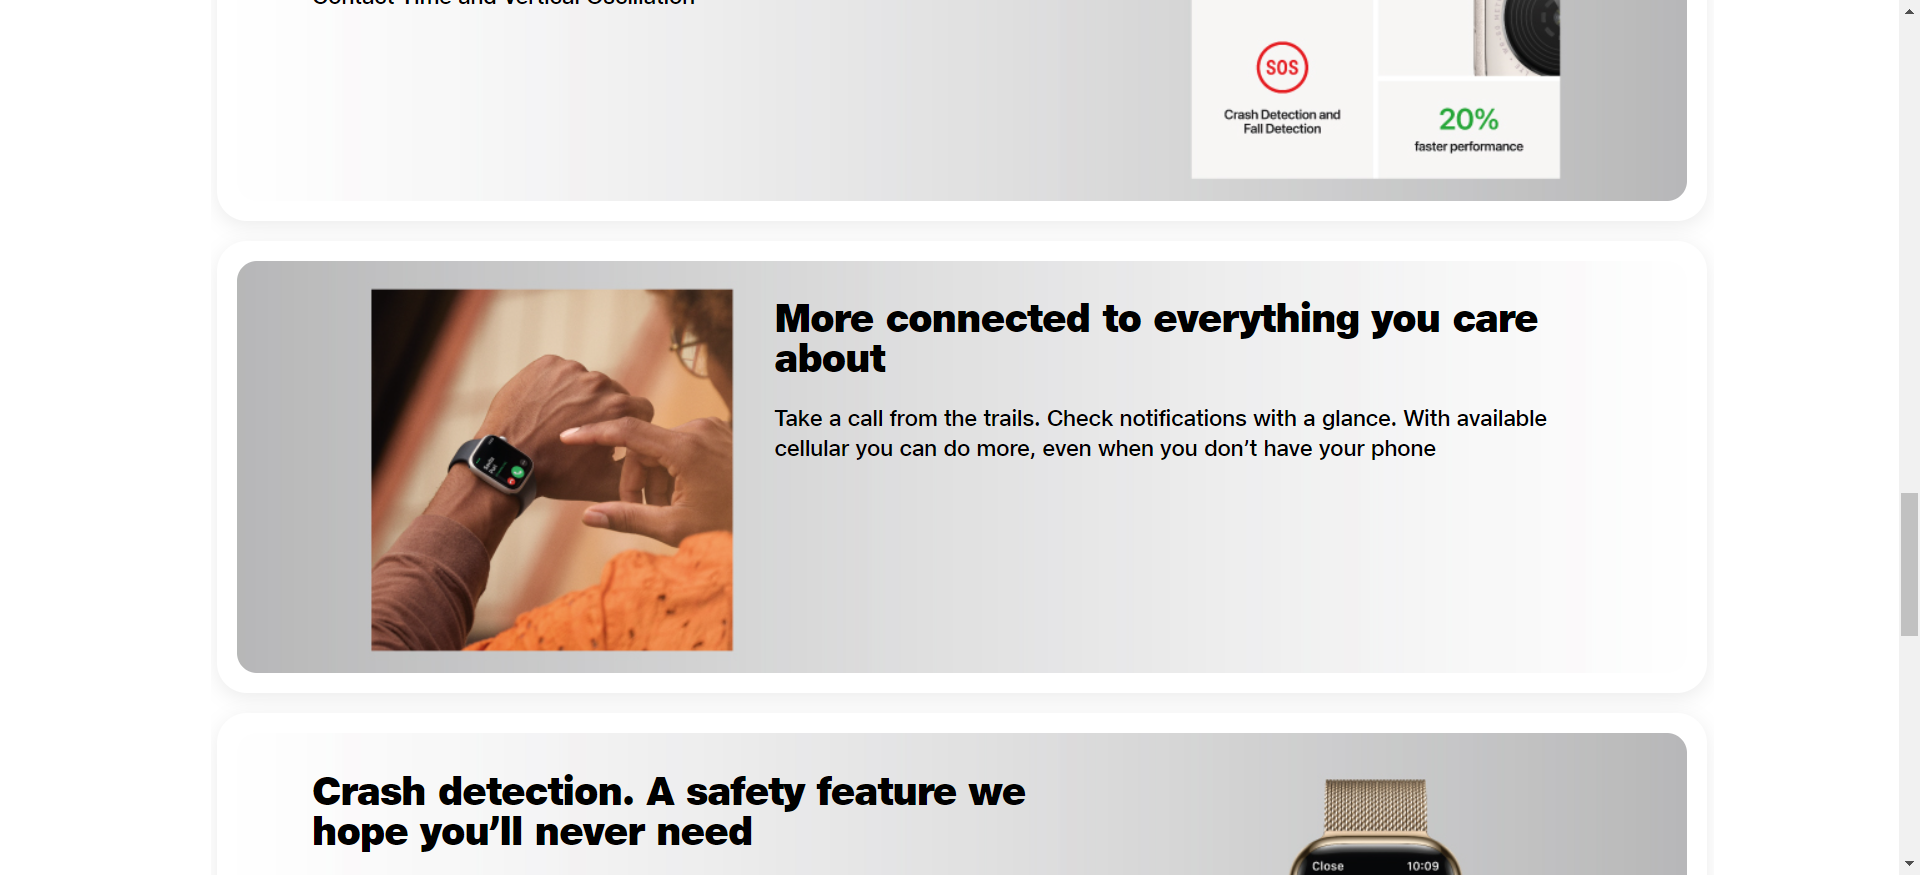 Contact Time and Vertical Oscillation
SOS
Crash Detection and
Fall Detection
20%
faster performance
More connected to everything you care
about
Take a call from the trails. Check notifications with a glance. With available
cellular you can do more, even when you don’t have your phone
Crash detection. A safety feature we
hope you’ll never need
Close 10:09